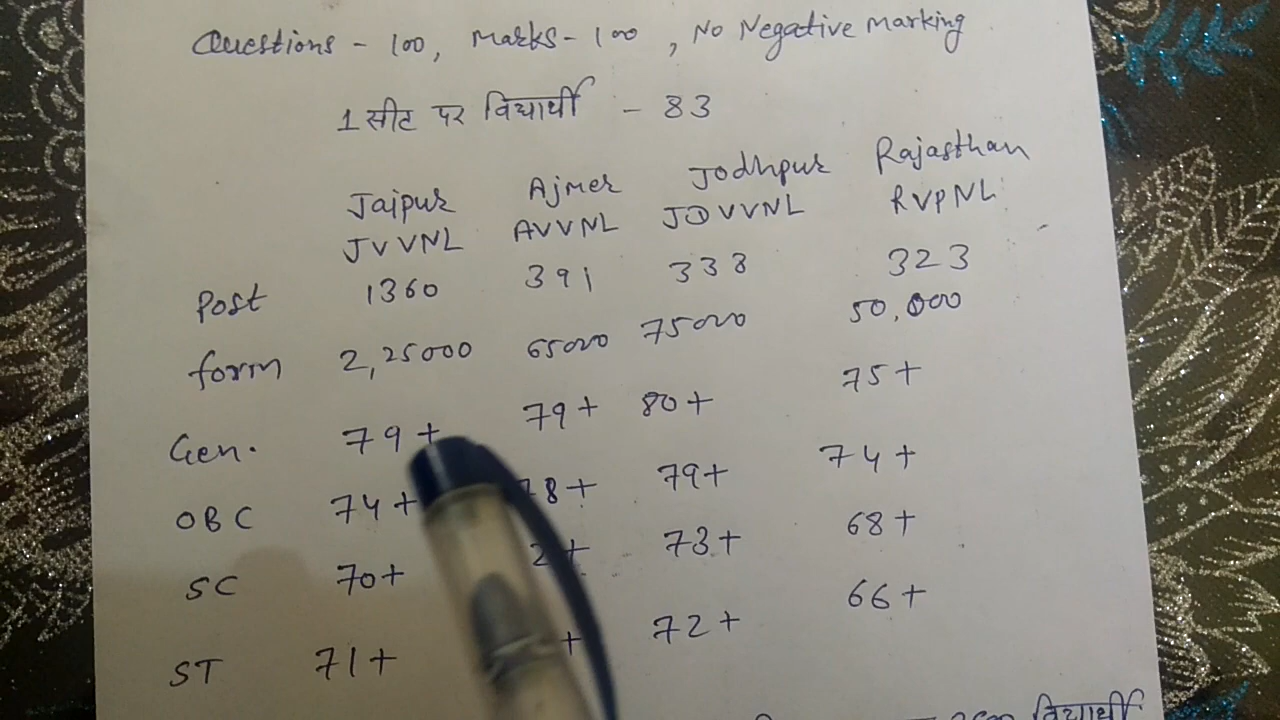 Questions - 100, Marks - 100, No Negative Marking
1 सीट पर विद्यार्थी - 83
Jaipur Ajmer Jodhpur Rajasthan
JVVNL AVVNL JDVVNL RVPNL
Post 1360 391 338 323
form 2,25000 65000 75000 50,000
Gen. 79+ 79+ 80+ 75+
OBC 74+ 78+ 79+ 74+
SC 70+ 2+ 73+ 68+
ST 71+ + 72+ 66+
विद्यार्थी